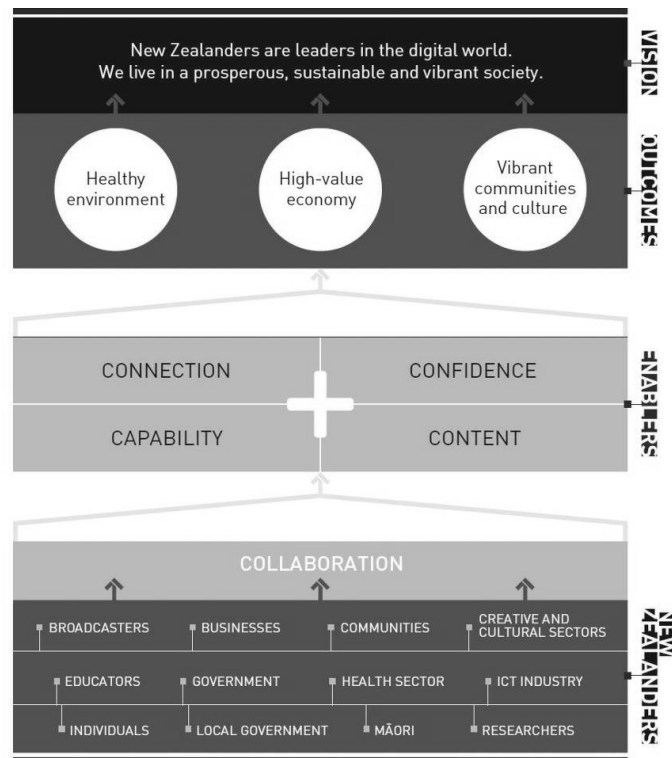 New Zealanders are leaders in the digital world.
We live in a prosperous, sustainable and vibrant society.
VISION
Healthy
environment
High-value
economy
Vibrant
communities
and culture
OUTCOMES
CONNECTION
CONFIDENCE
CAPABILITY
CONTENT
ENABLERS
COLLABORATION
BROADCASTERS
BUSINESSES
COMMUNITIES
CREATIVE AND
CULTURAL SECTORS
EDUCATORS
GOVERNMENT
HEALTH SECTOR
ICT INDUSTRY
INDIVIDUALS
LOCAL GOVERNMENT
MĀORI
RESEARCHERS
NEW
ZEALANDERS